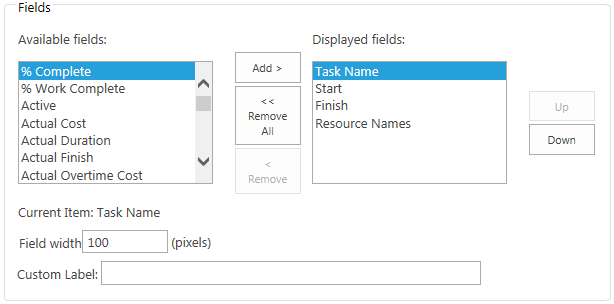 Fields
Available fields:
Displayed fields:
% Complete
% Work Complete
Active
Actual Cost
Actual Duration
Actual Finish
Actual Overtime Cost
Add >
< <
Remove
All
<
Remove
Task Name
Start
Finish
Resource Names
Up
Down
Current Item: Task Name
Field width 100 (pixels)
Custom Label: